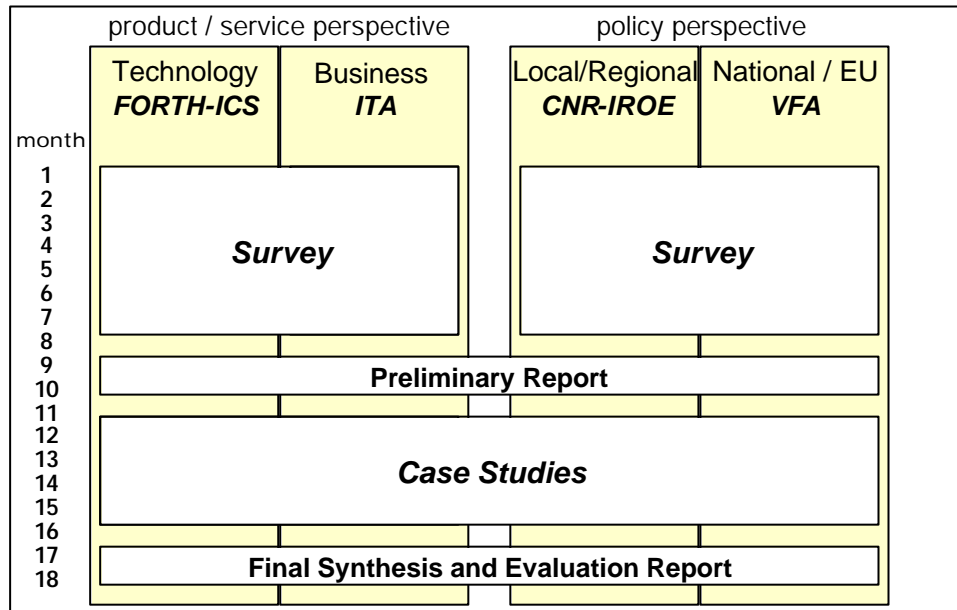 product / service perspective
policy perspective
Technology
FORTH-ICS
Business
ITA
Local/Regional
CNR-IROE
National / EU
VFA
month
1
2
3
4
5
6
7
8
9
10
11
12
13
14
15
16
17
18
Survey
Survey
Preliminary Report
Case Studies
Final Synthesis and Evaluation Report